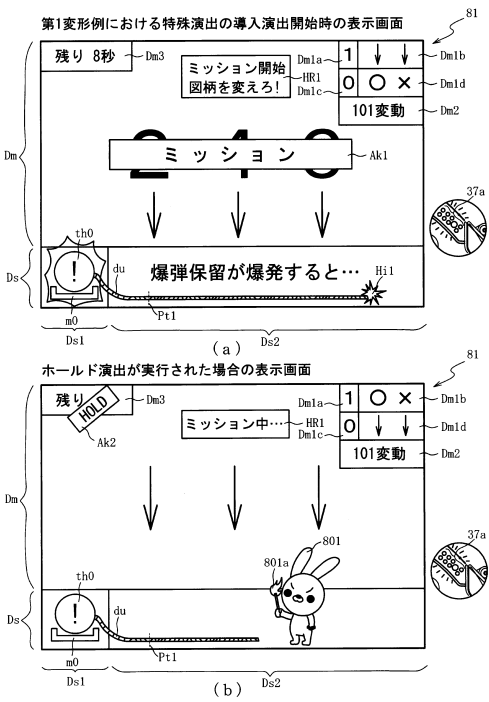 第1変形例における特殊演出の導入演出開始時の表示画面
81
残り 8秒
Dm3
ミッション開始
図柄を変えろ!
HR1
Dm1a
1 ↓ ↓
Dm1b
Dm1c
0 ○ ×
Dm1d
101変動
Dm2
Dm
2 1 0
ミッション
Ak1
37a
Ds
th0
!
m0
du
爆弾保留が爆発すると…
Hi1
Pt1
Ds1
Ds2
(a)
ホールド演出が実行された場合の表示画面
81
残り
HOLD
Dm3
Ak2
ミッション中…
HR1
Dm1a
1 ○ ×
Dm1b
Dm1c
0 ↓ ↓
Dm1d
101変動
Dm2
Dm
37a
801
801a
Ds
th0
!
m0
du
Pt1
Ds1
Ds2
(b)